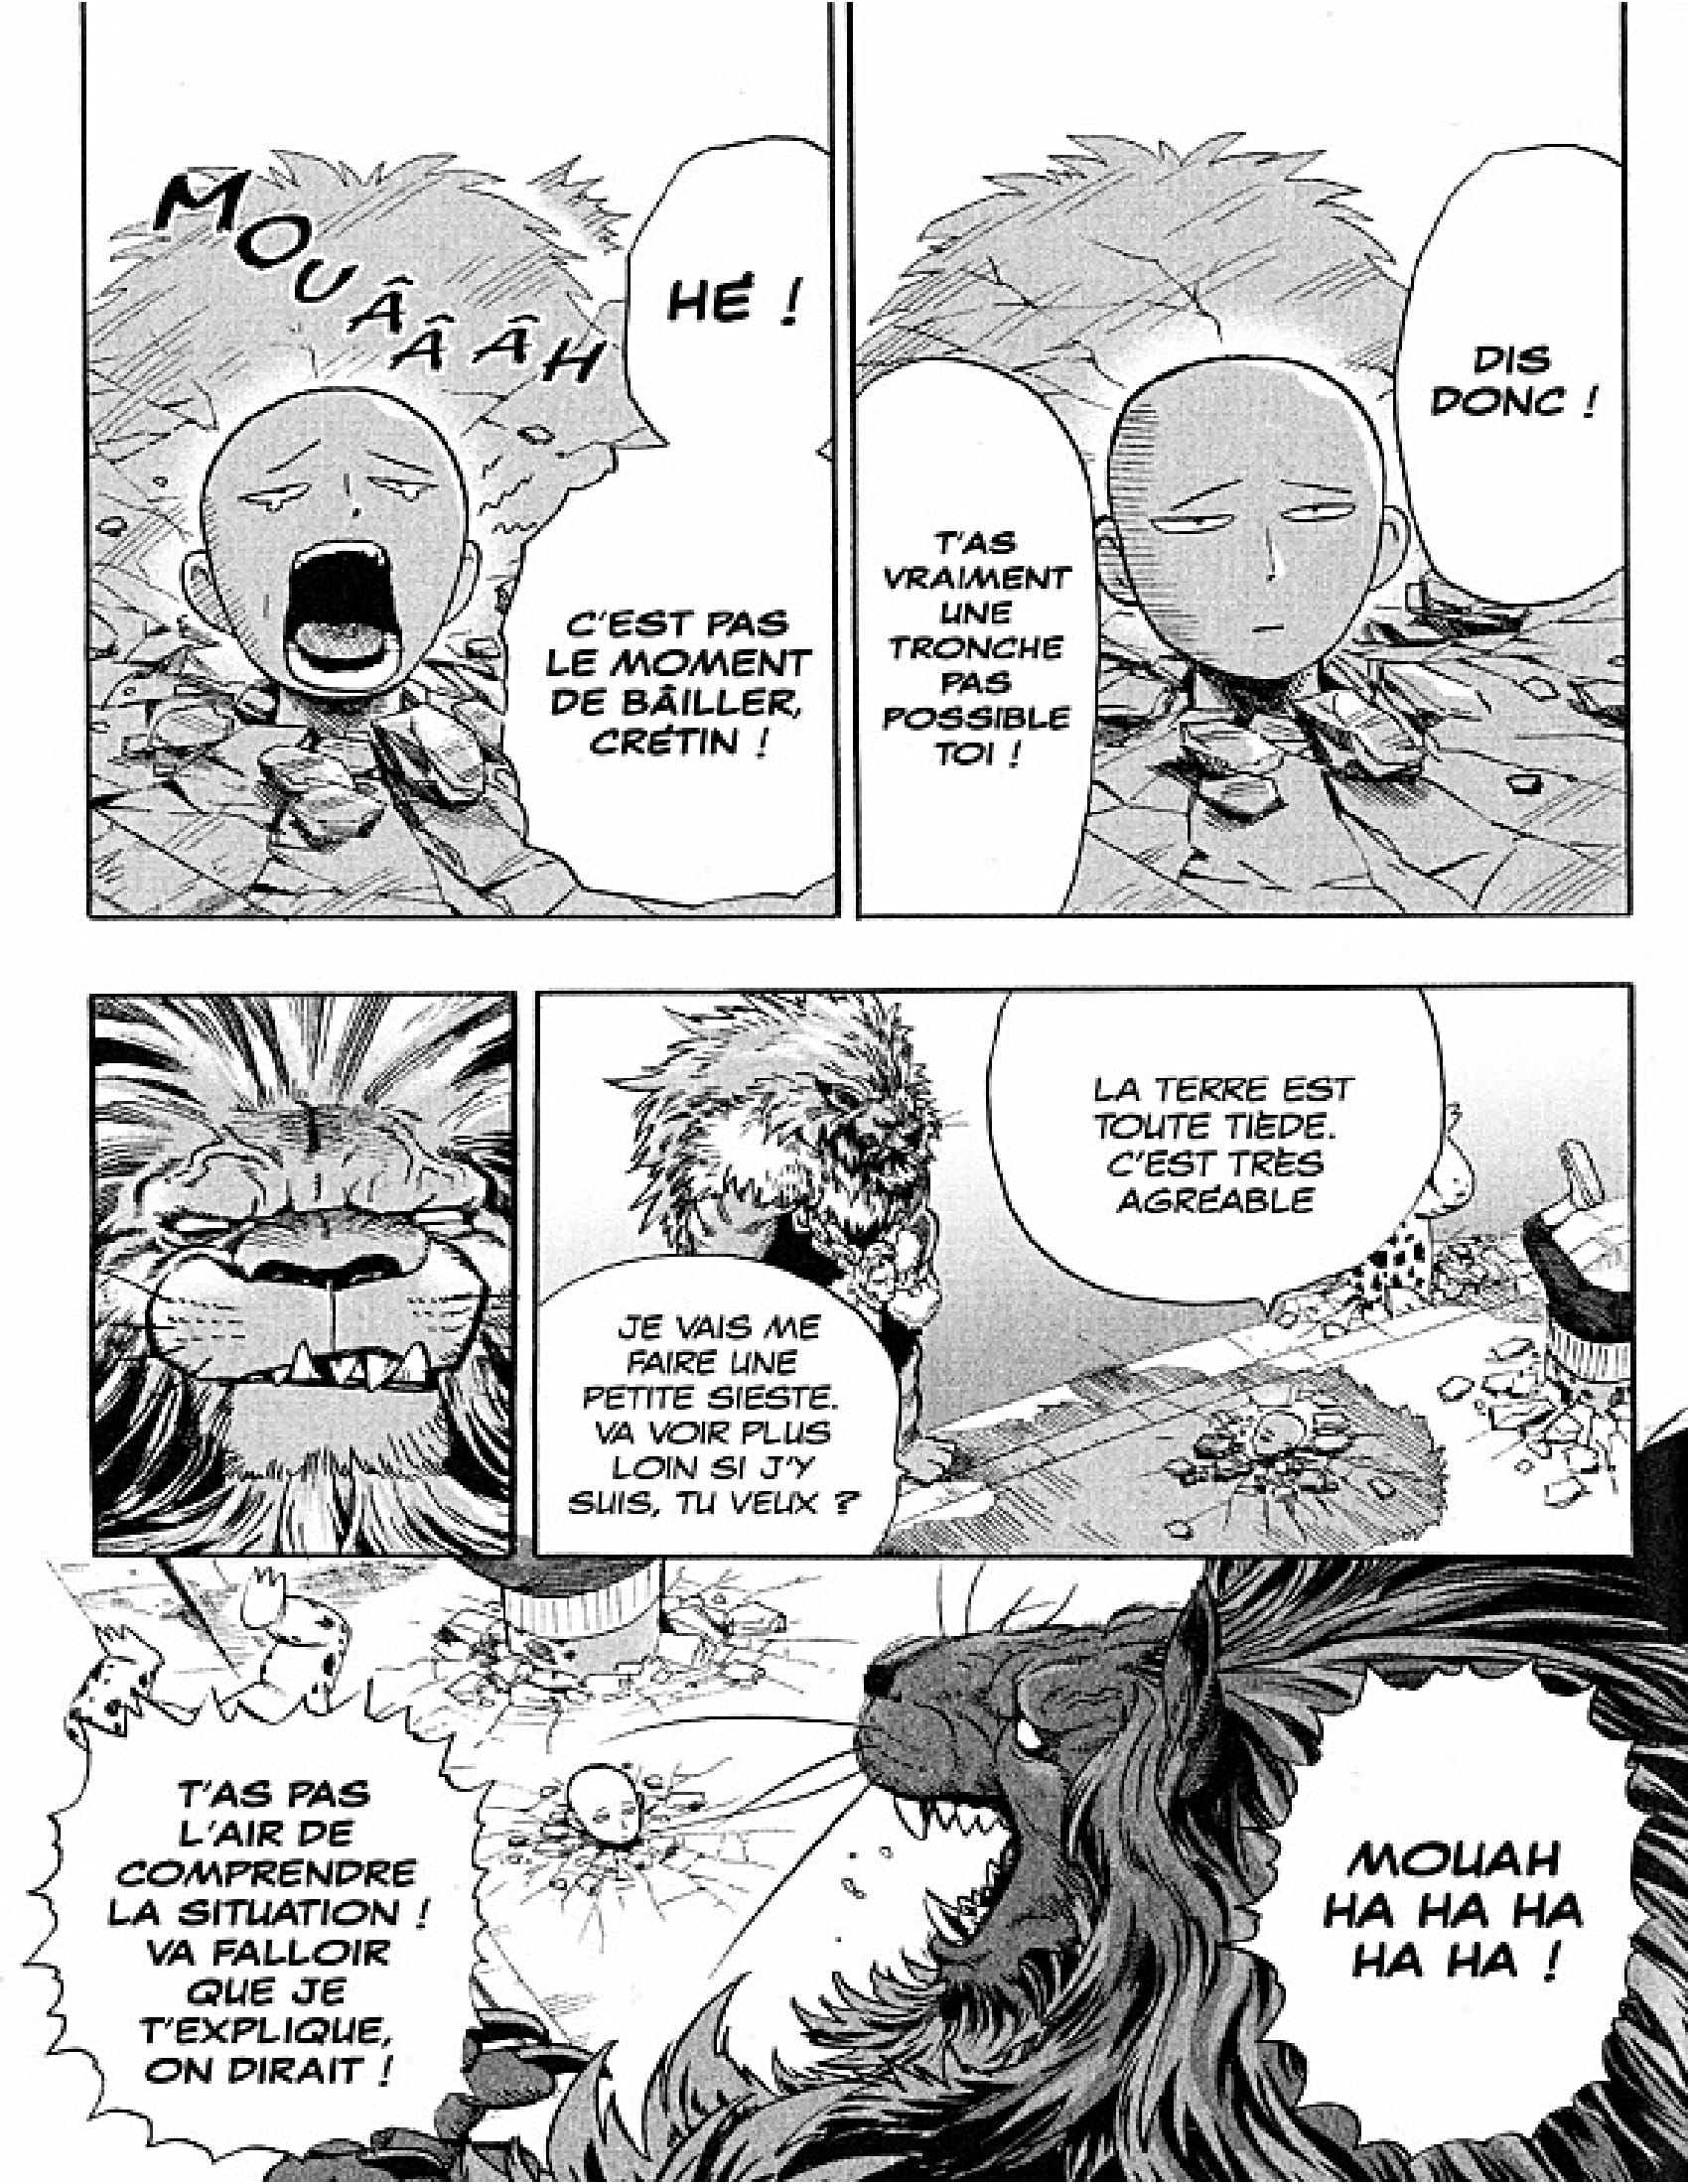 DIS
DONC !
T'AS
VRAIMENT
UNE
TRONCHE
PAS
POSSIBLE
TOI !
HÉ !
MOUÂÂÂH
C'EST PAS
LE MOMENT
DE BÂILLER,
CRÉTIN !
LA TERRE EST
TOUTE TIÈDE.
C'EST TRÈS
AGRÉABLE
JE VAIS ME
FAIRE UNE
PETITE SIESTE.
VA VOIR PLUS
LOIN SI J'Y
SUIS, TU VEUX ?
MOUAH
HA HA HA
HA HA !
T'AS PAS
L'AIR DE
COMPRENDRE
LA SITUATION !
VA FALLOIR
QUE JE
T'EXPLIQUE,
ON DIRAIT !